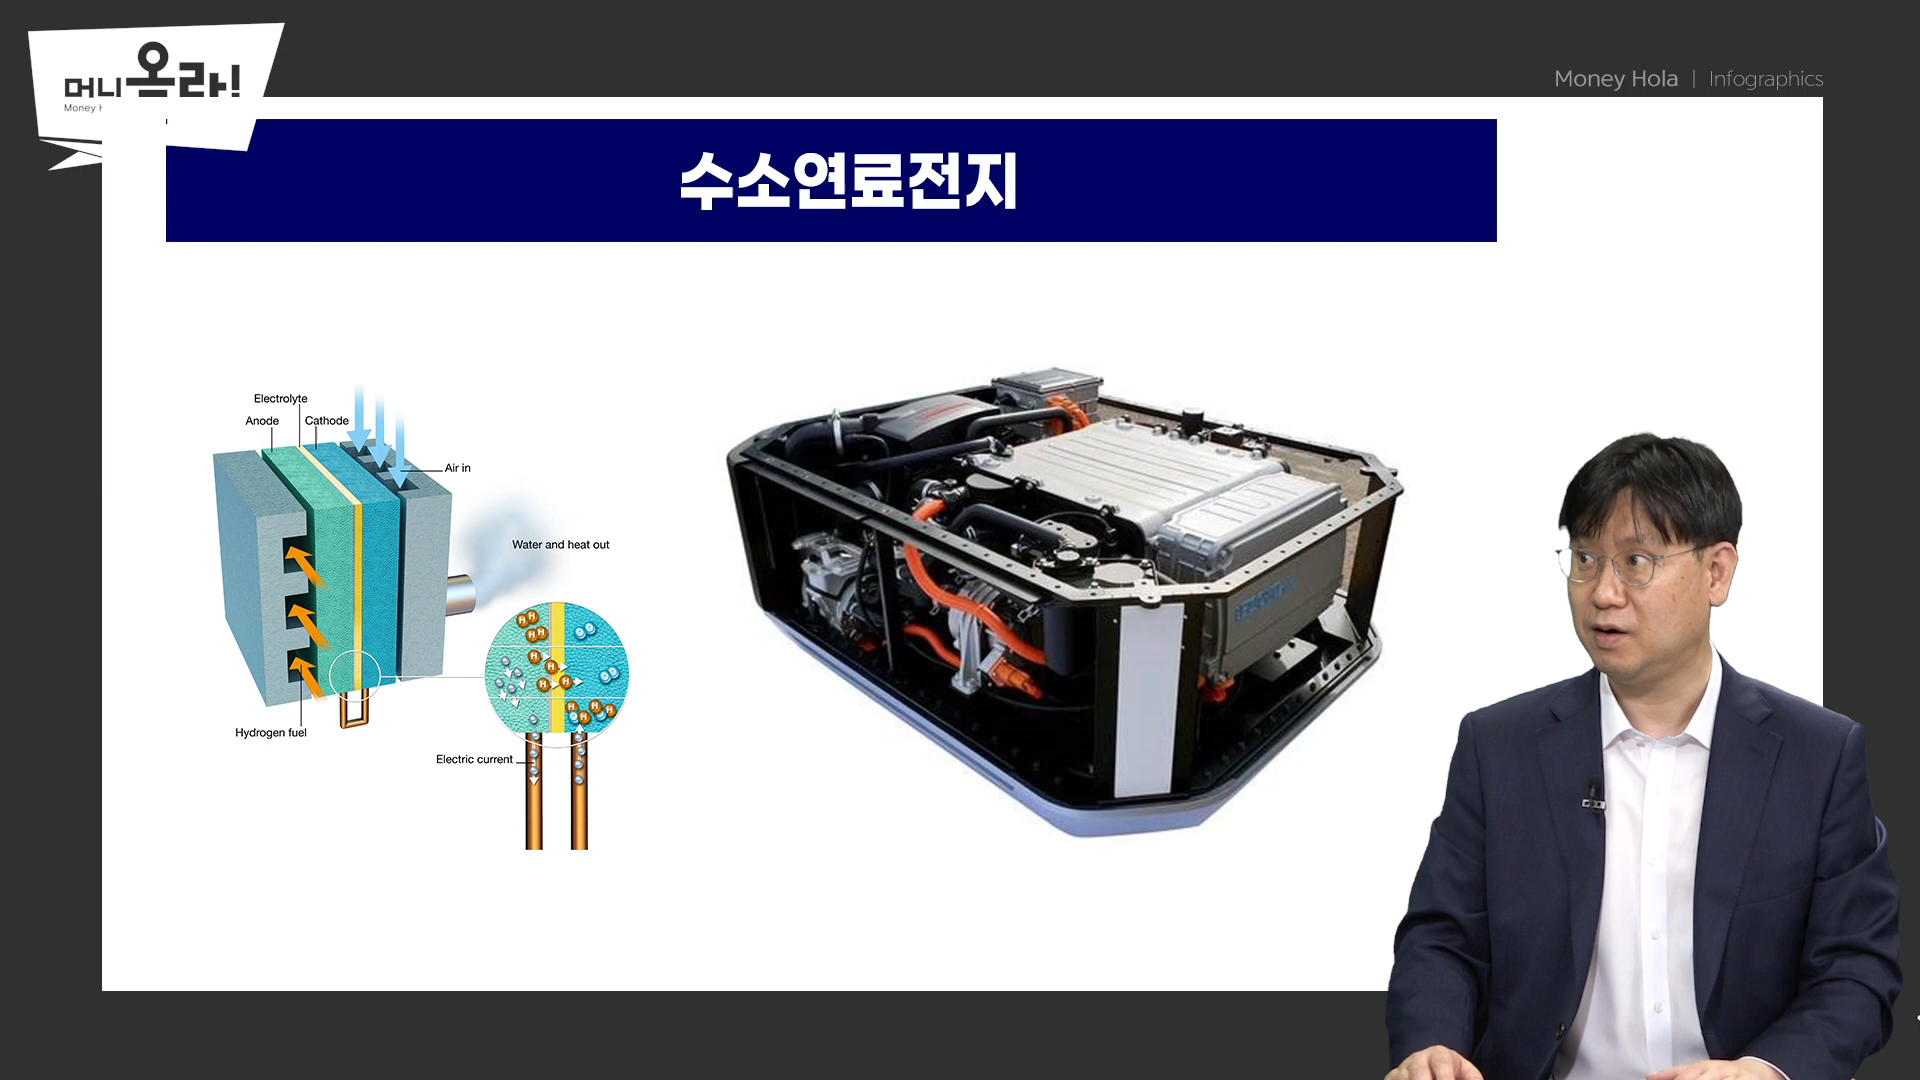 머니올라!
Money H
Money Hola | Infographics
수소연료전지
Electrolyte
Anode
Cathode
Air in
Water and heat out
Hydrogen fuel
Electric current
H H
H H
H
H
H H
H H H
H